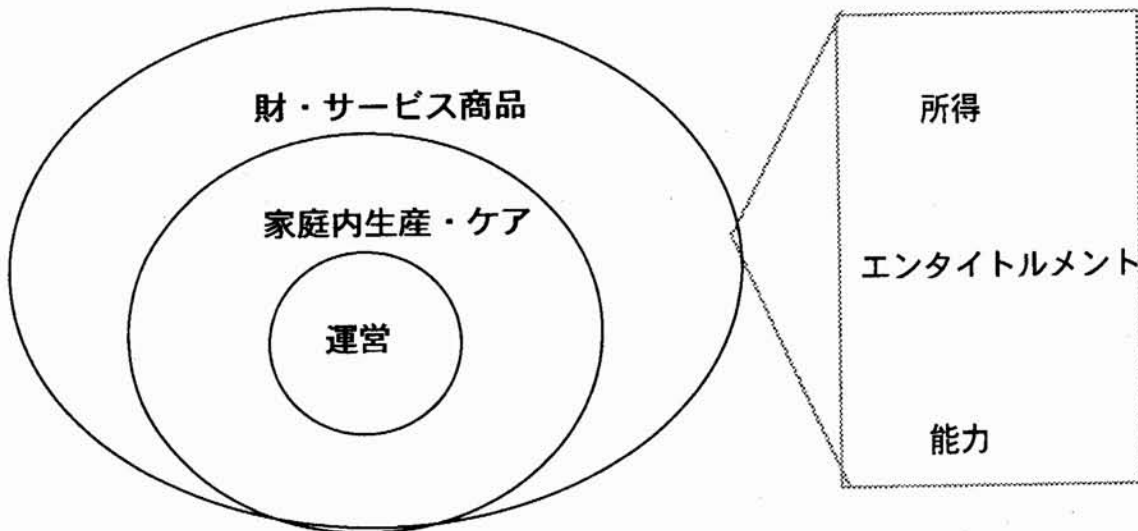 財・サービス商品
所得
家庭内生産・ケア
エンタイトルメント
運営
能力